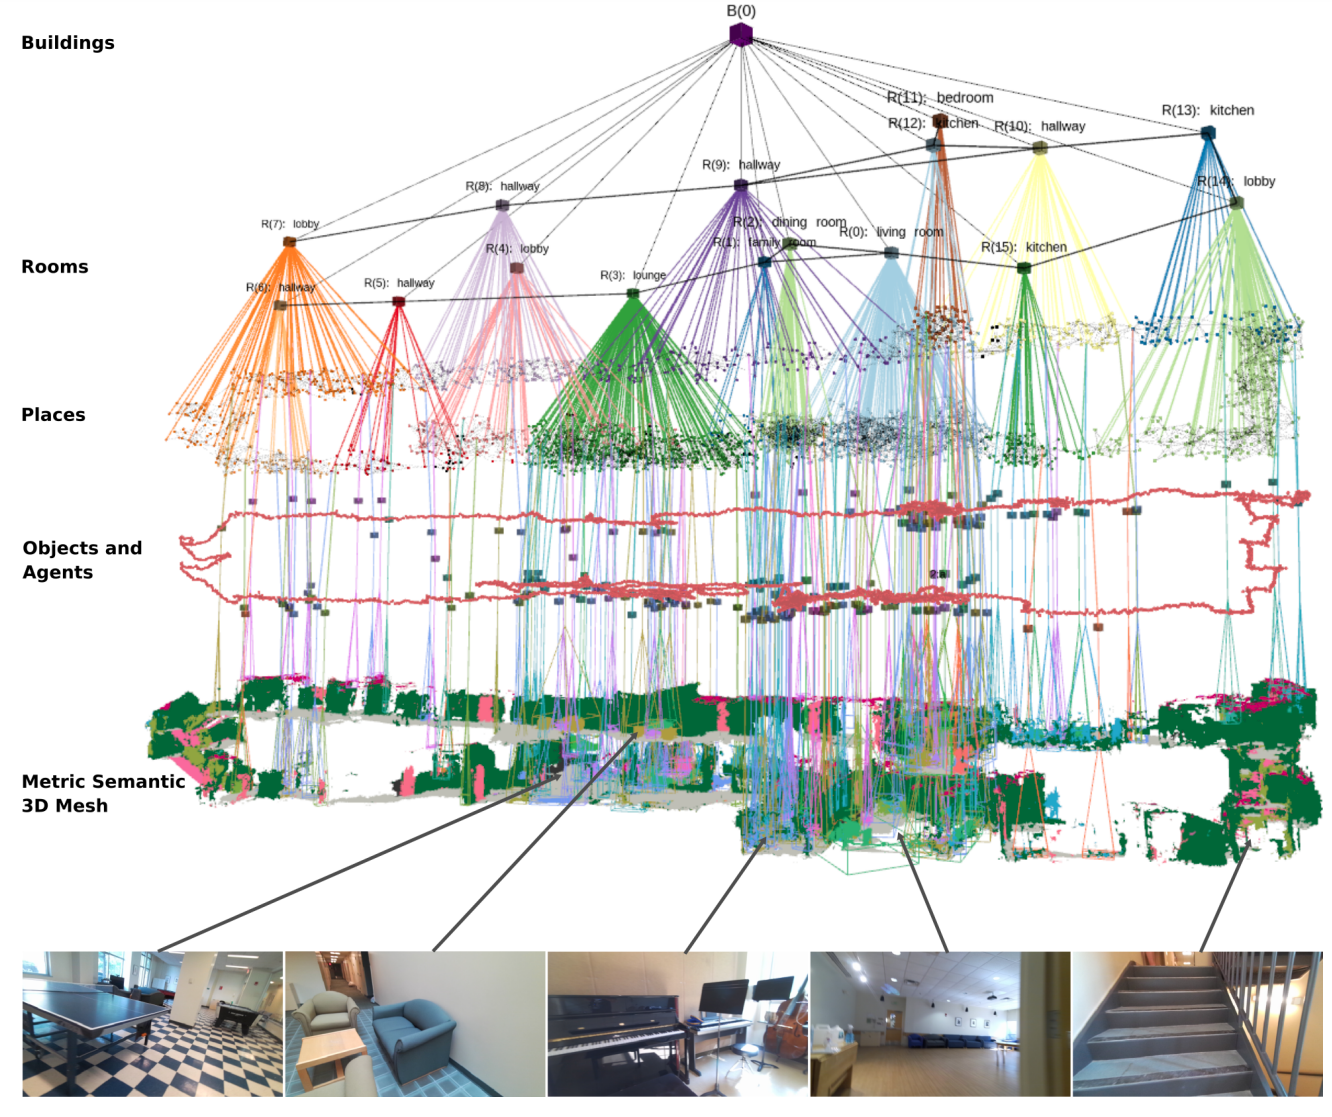 B(0)
Buildings
R(11): bedroom
R(12): kitchen
R(10): hallway
R(13): kitchen
R(9): hallway
R(8): hallway
R(14): lobby
R(7): lobby
R(2): dining room
R(0): living room
R(1): family room
R(4): lobby
R(15): kitchen
Rooms
R(3): lounge
R(6): hallway
R(5): hallway
Places
Objects and
Agents
Metric Semantic
3D Mesh